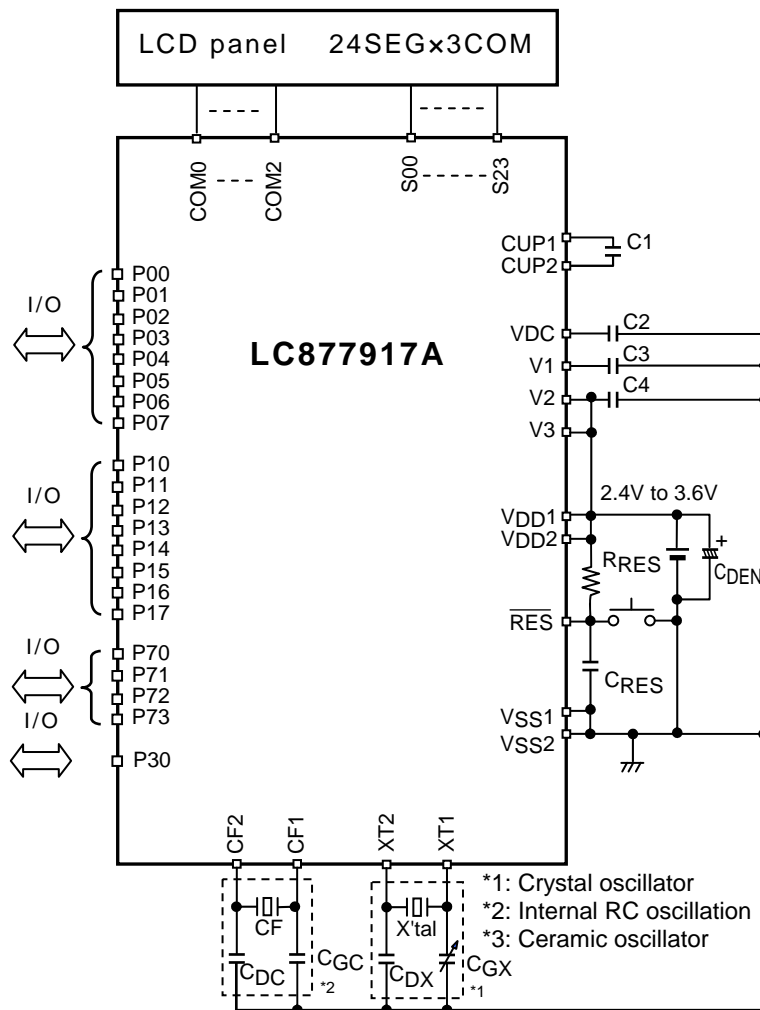 LCD panel 24SEG×3COM
COM0
COM2
S00
S23
CUP1
CUP2
C1
I/O
P00
P01
P02
P03
P04
P05
P06
P07
LC877917A
VDC
C2
V1
C3
V2
C4
V3
I/O
P10
P11
P12
P13
P14
P15
P16
P17
2.4V to 3.6V
VDD1
VDD2
RRES
+
CDEN
RES
CRES
I/O
P70
P71
P72
P73
I/O
P30
VSS1
VSS2
CF2
CF1
XT2
XT1
CF
CDC
CGC
*2
X'tal
CDX
CGX
*1
*1: Crystal oscillator
*2: Internal RC oscillation
*3: Ceramic oscillator